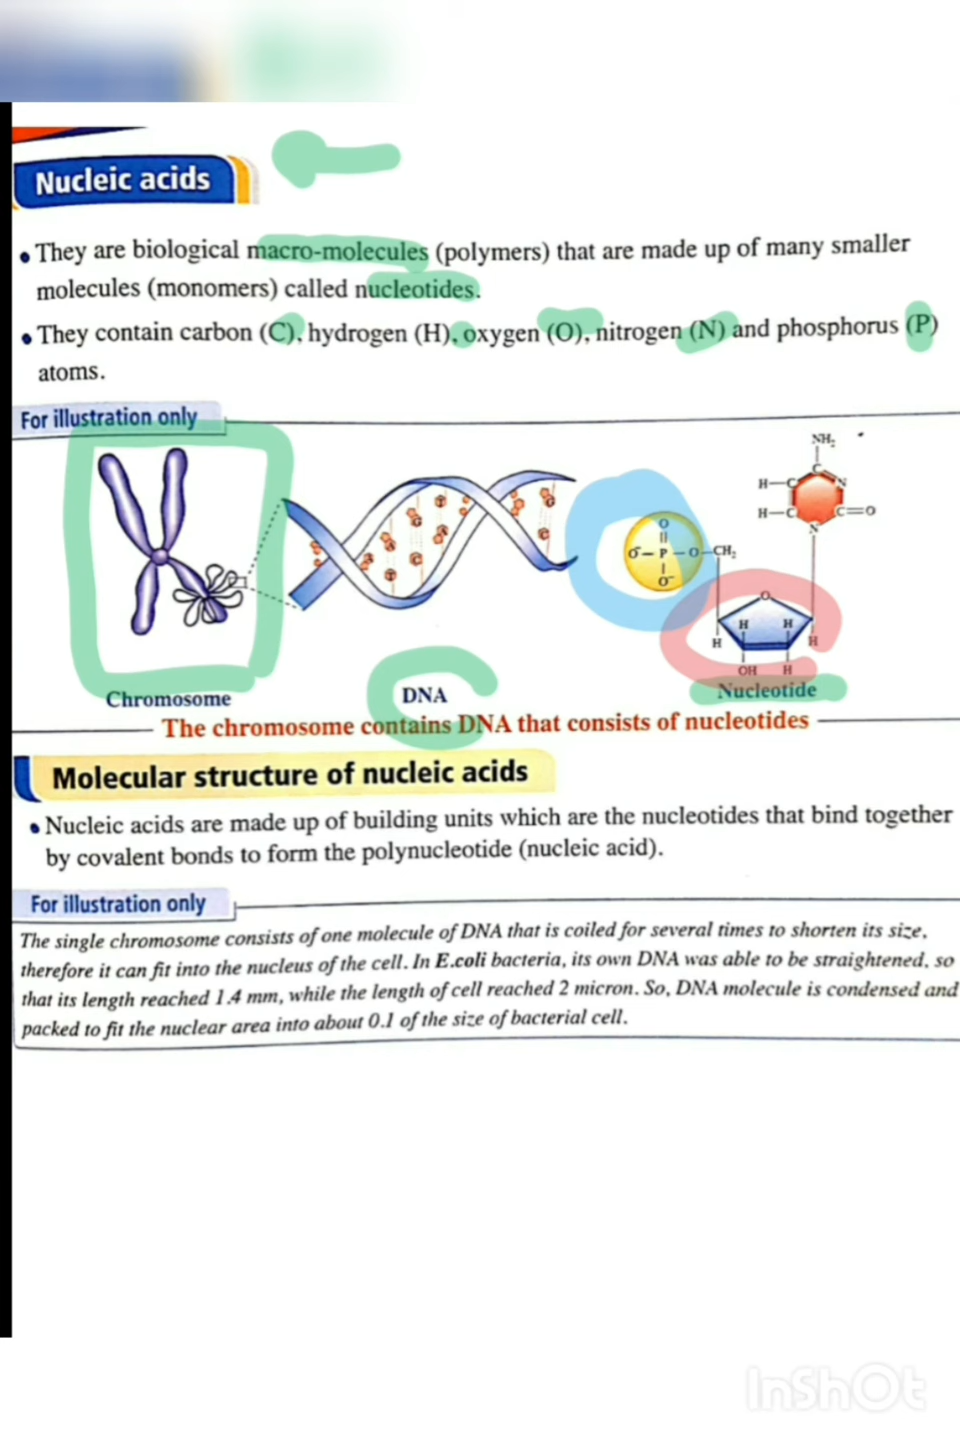 Nucleic acids
• They are biological macro-molecules (polymers) that are made up of many smaller
molecules (monomers) called nucleotides.
• They contain carbon (C), hydrogen (H), oxygen (O), nitrogen (N) and phosphorus (P)
atoms.
For illustration only
NH₂
C
H—C N
H—C C=O
N
O
O⁻—P—O—CH₂
O⁻
O
H H
H H
OH H
Chromosome DNA Nucleotide
The chromosome contains DNA that consists of nucleotides
Molecular structure of nucleic acids
• Nucleic acids are made up of building units which are the nucleotides that bind together
by covalent bonds to form the polynucleotide (nucleic acid).
For illustration only
The single chromosome consists of one molecule of DNA that is coiled for several times to shorten its size,
therefore it can fit into the nucleus of the cell. In E.coli bacteria, its own DNA was able to be straightened, so
that its length reached 1.4 mm, while the length of cell reached 2 micron. So, DNA molecule is condensed and
packed to fit the nuclear area into about 0.1 of the size of bacterial cell.
InShOt